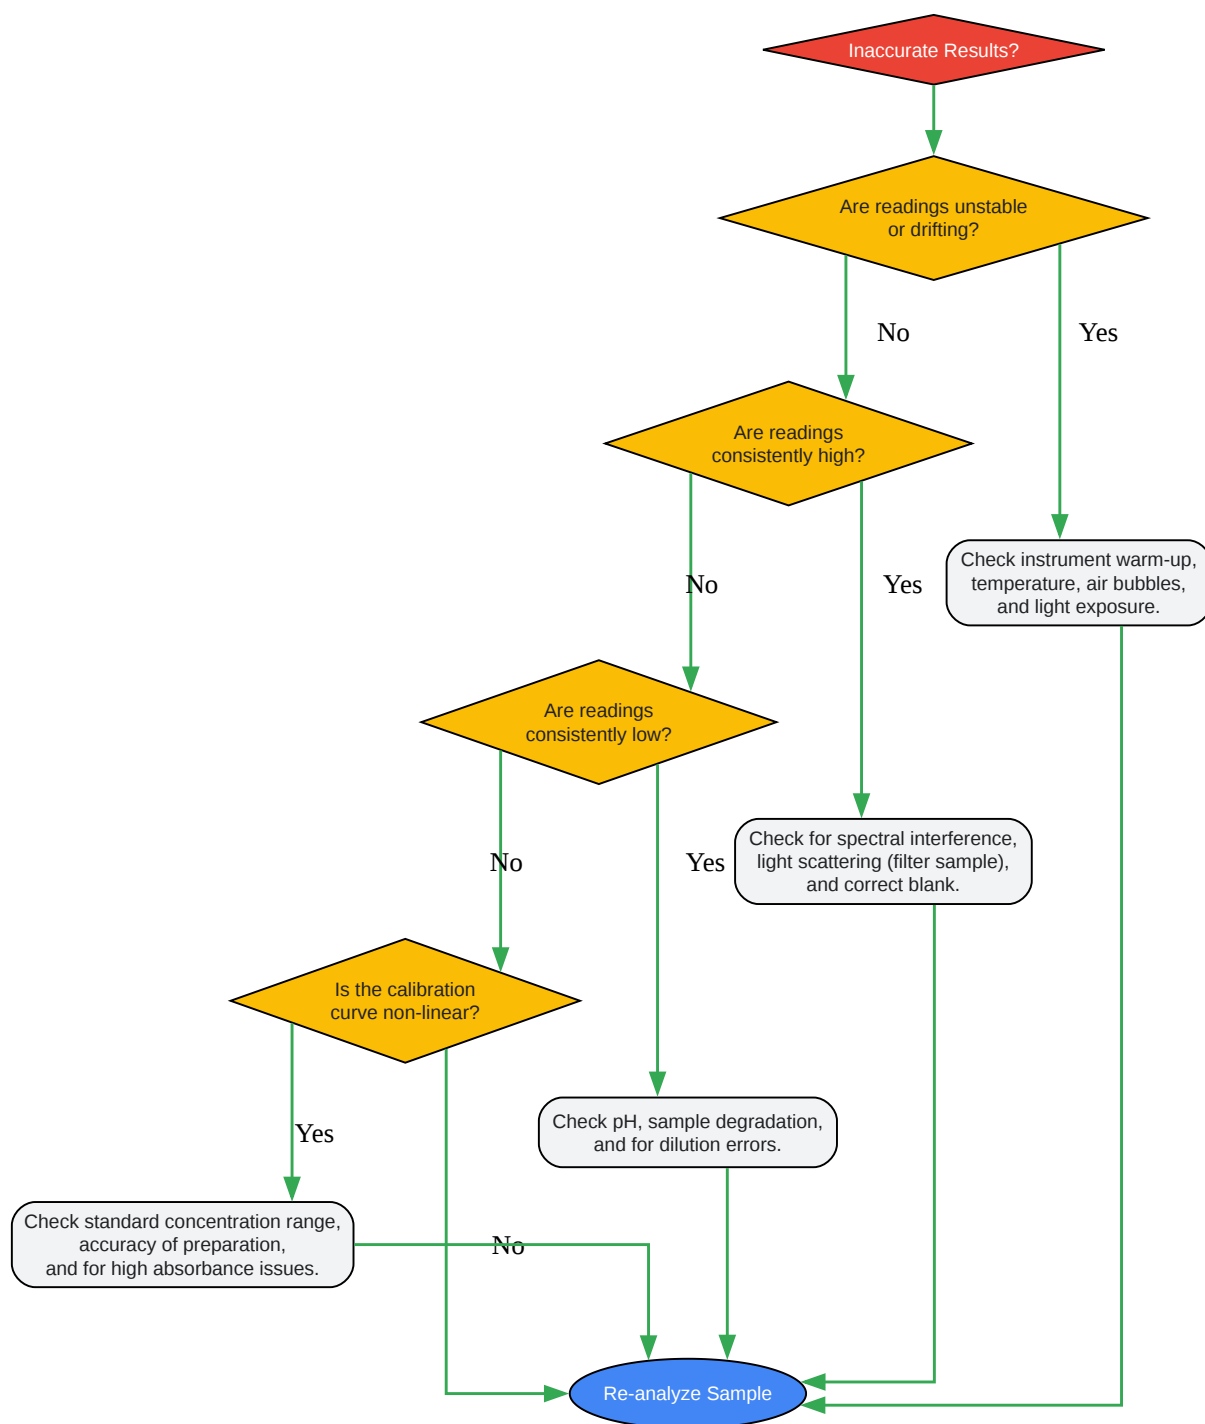 Inaccurate Results?
Are readings unstable
or drifting?
No
Yes
Are readings
consistently high?
Check instrument warm-up,
temperature, air bubbles,
and light exposure.
No
Yes
Are readings
consistently low?
Check for spectral interference,
light scattering (filter sample),
and correct blank.
No
Yes
Is the calibration
curve non-linear?
Check pH, sample degradation,
and for dilution errors.
Yes
Check standard concentration range,
accuracy of preparation,
and for high absorbance issues.
No
Re-analyze Sample